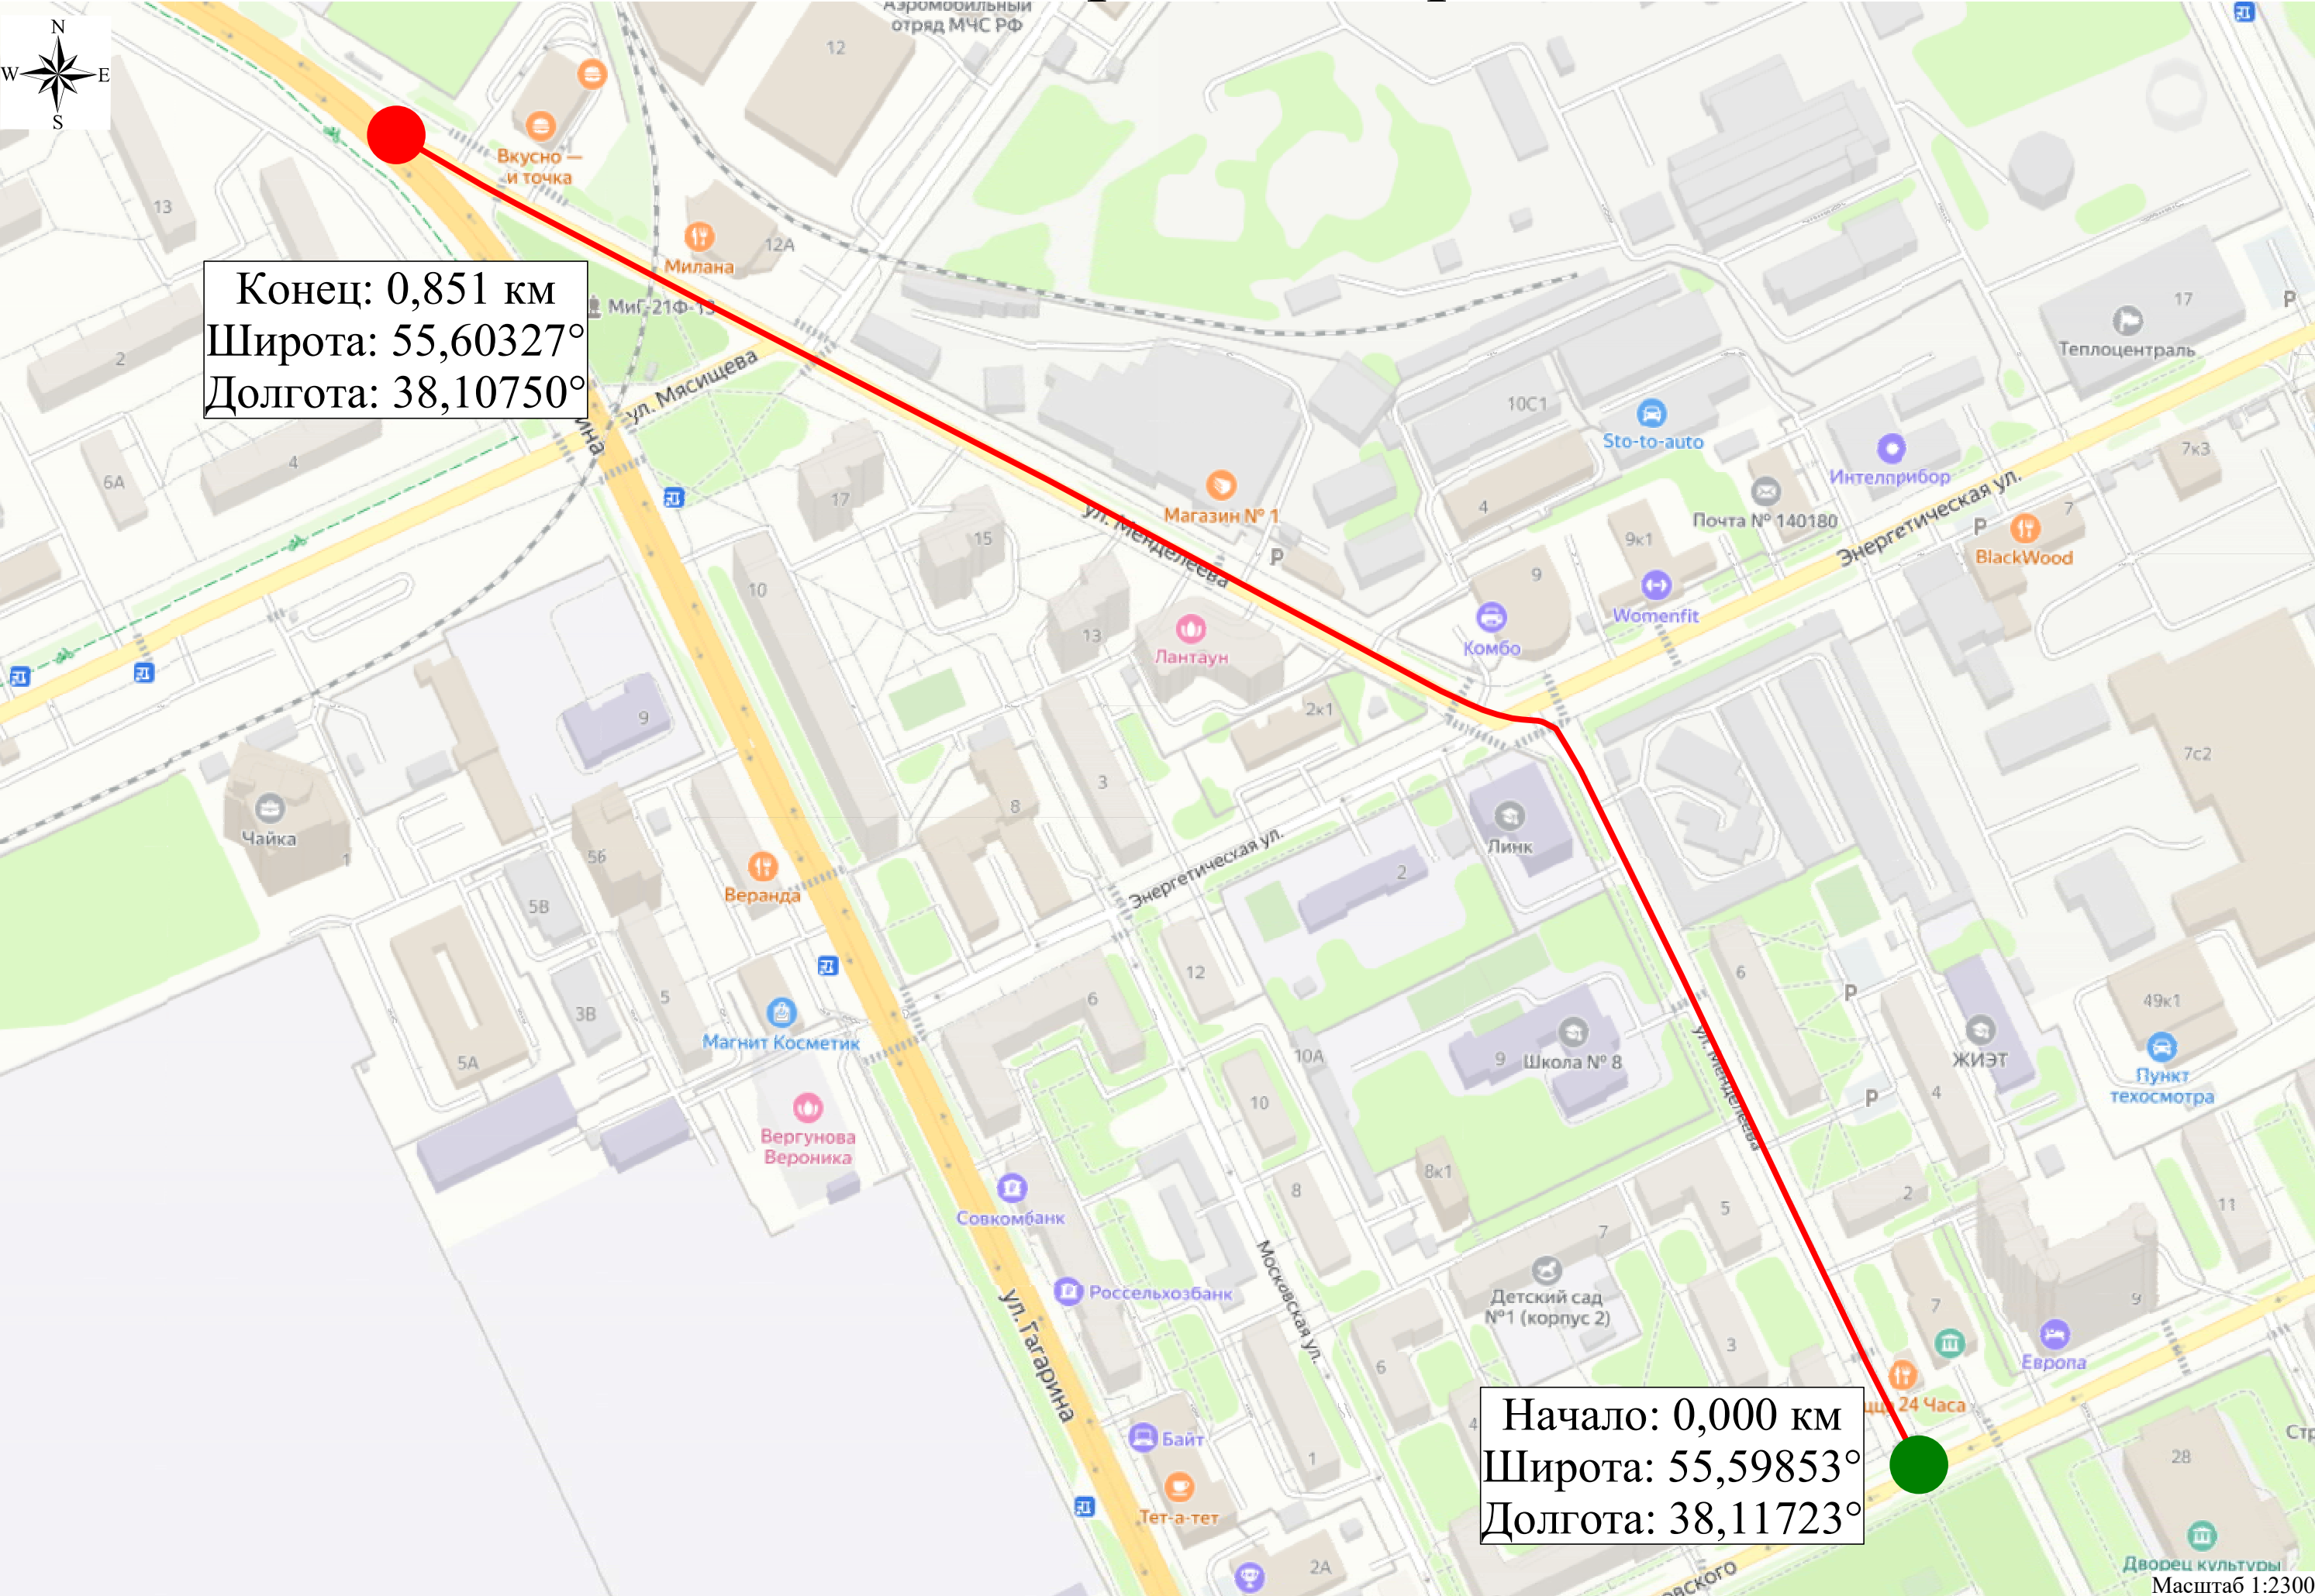 Аэромобильный
отряд МЧС РФ
N
W
E
S
12
Вкусно —
и точка
13
12А
Милана
МиГ-21Ф-13
17
Теплоцентраль
P
Конец: 0,851 км
Широта: 55,60327°
Долгота: 38,10750°
2
ул. Мясищева
10С1
Sto-to-auto
4
6А
7к3
Интелприбор
17
Магазин № 1
4
Почта № 140180
Энергетическая ул.
P
7
BlackWood
ул. Менделеева
15
9к1
P
9
10
Womenfit
13
Лантаун
Комбо
9
2к1
7с2
3
8
Чайка
1
Линк
Энергетическая ул.
2
5б
Веранда
5В
12
6
6
P
49к1
5
3В
Магнит Косметик
5А
10А
9
Школа № 8
ул. Менделеева
ЖИЭТ
Пункт
техосмотра
P
4
10
Вергунова
Вероника
8к1
8
2
5
7
11
Совкомбанк
Московская ул.
Россельхозбанк
Детский сад
№1 (корпус 2)
9
7
ул. Гагарина
3
6
Европа
24 Часа
Начало: 0,000 км
Широта: 55,59853°
Долгота: 38,11723°
4
Байт
1
28
Тет-а-тет
2А
Дворец культуры
Масштаб 1:2300